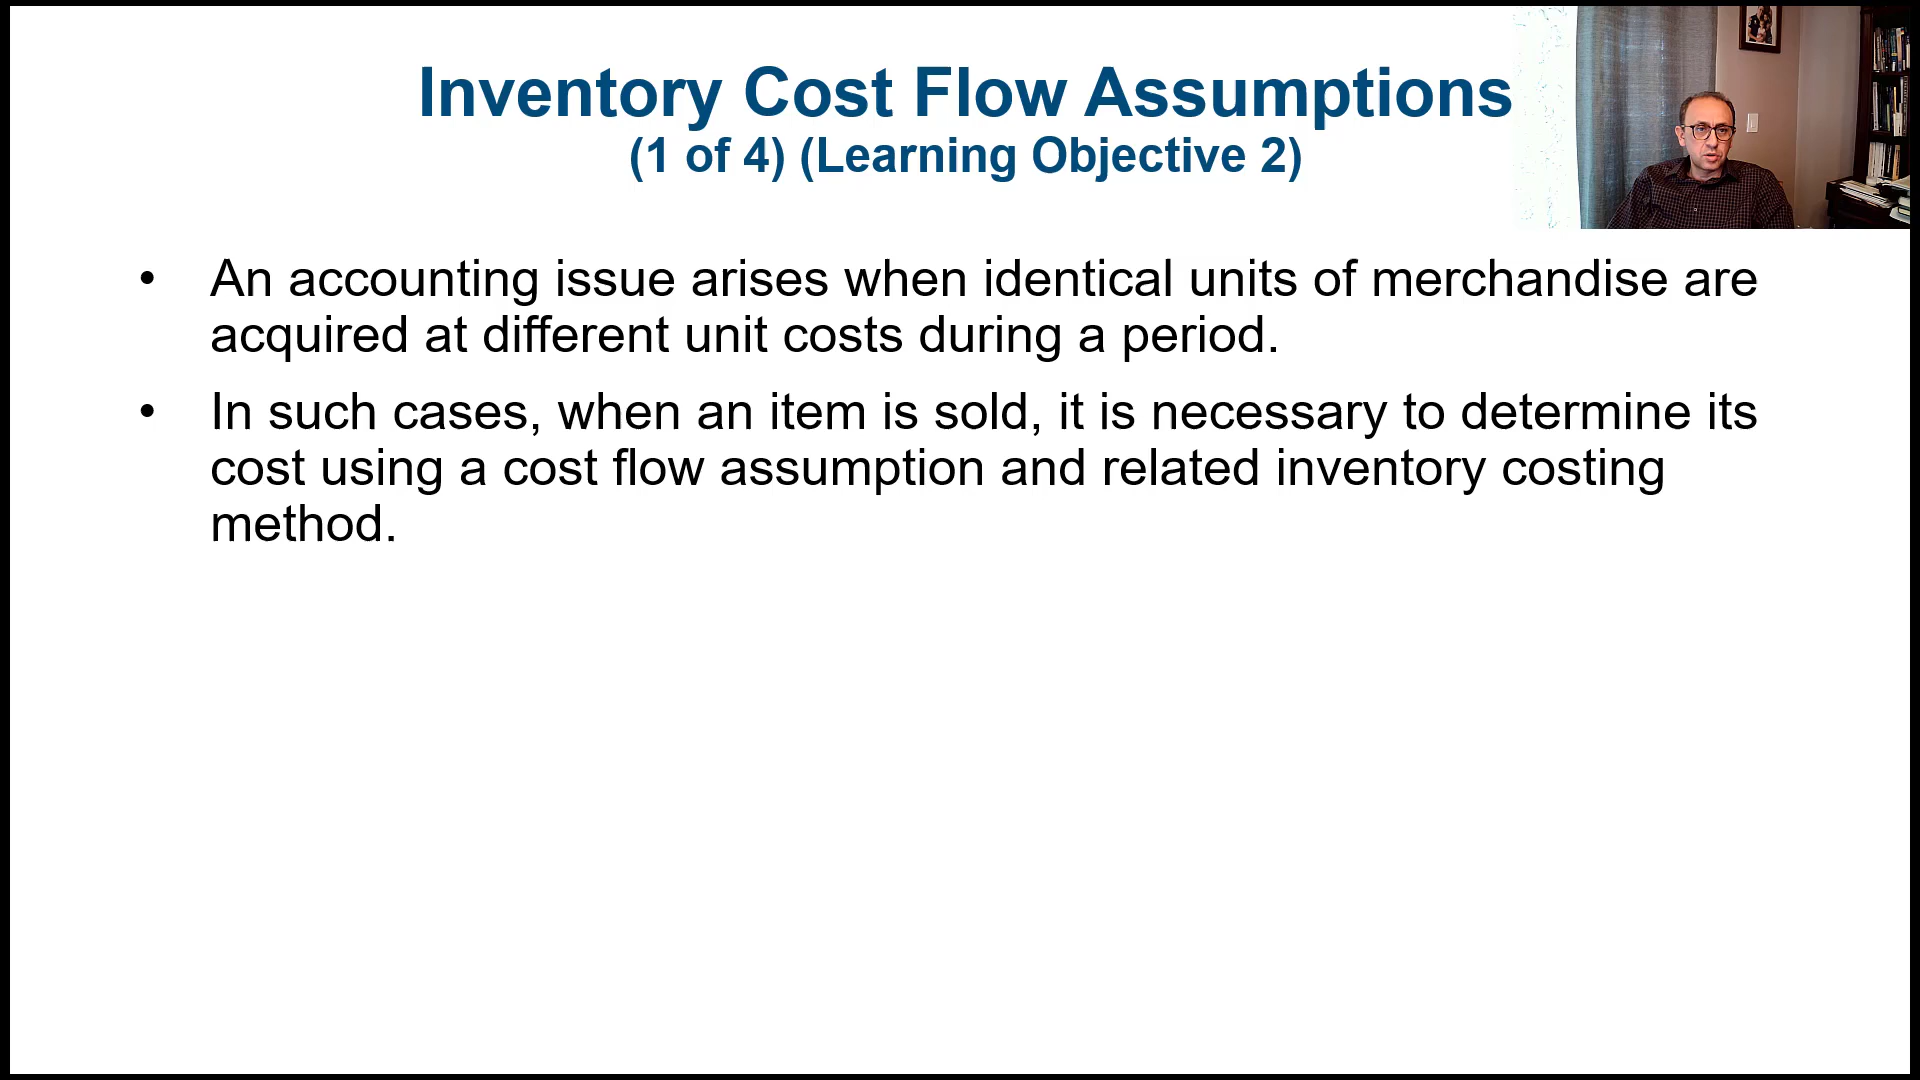 Inventory Cost Flow Assumptions
(1 of 4) (Learning Objective 2)
• An accounting issue arises when identical units of merchandise are
acquired at different unit costs during a period.
• In such cases, when an item is sold, it is necessary to determine its
cost using a cost flow assumption and related inventory costing
method.